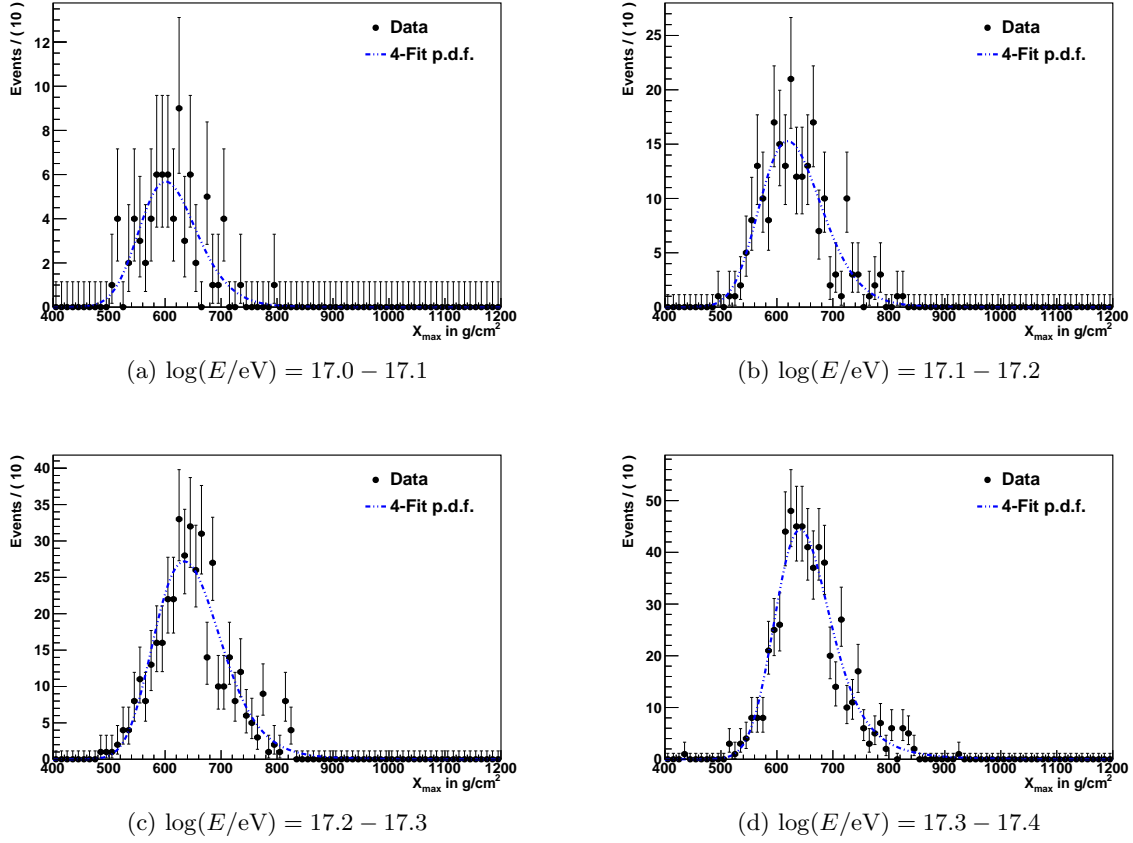 Events / ( 10 )
12
10
8
6
4
2
0
400 500 600 700 800 900 1000 1100 1200
X_max in g/cm²
Data
4-Fit p.d.f.
(a) log(E/eV) = 17.0 − 17.1
Events / ( 10 )
25
20
15
10
5
0
400 500 600 700 800 900 1000 1100 1200
X_max in g/cm²
Data
4-Fit p.d.f.
(b) log(E/eV) = 17.1 − 17.2
Events / ( 10 )
40
35
30
25
20
15
10
5
0
400 500 600 700 800 900 1000 1100 1200
X_max in g/cm²
Data
4-Fit p.d.f.
(c) log(E/eV) = 17.2 − 17.3
Events / ( 10 )
50
40
30
20
10
0
400 500 600 700 800 900 1000 1100 1200
X_max in g/cm²
Data
4-Fit p.d.f.
(d) log(E/eV) = 17.3 − 17.4